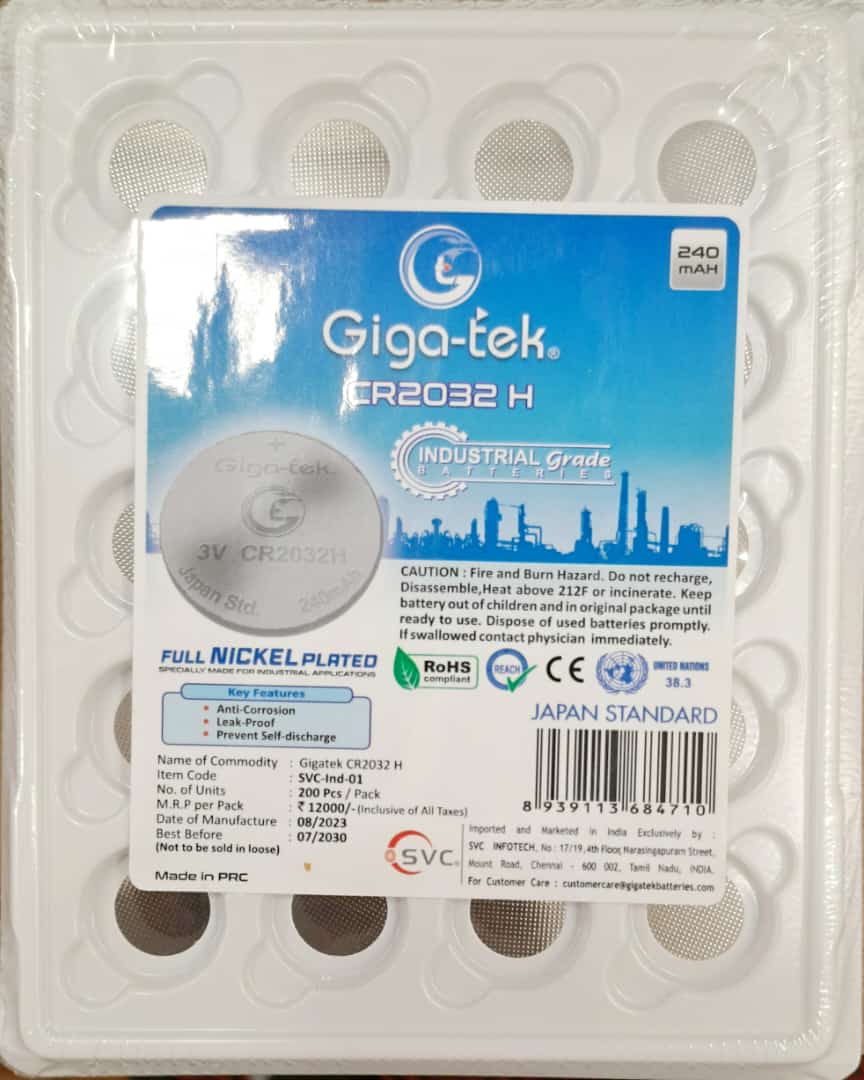 240
mAH
Giga-tek®
CR2032 H
INDUSTRIAL Grade
BATTERIES
+
Giga-tek
3V CR2032H
Japan Std. 240mAh
CAUTION : Fire and Burn Hazard. Do not recharge,
Disassemble,Heat above 212F or incinerate. Keep
battery out of children and in original package until
ready to use. Dispose of used batteries promptly.
If swallowed contact physician immediately.
FULL NICKEL PLATED
SPECIALLY MADE FOR INDUSTRIAL APPLICATIONS
RoHS
compliant
REACH
CE
UNITED NATIONS
38.3
Key Features
• Anti-Corrosion
• Leak-Proof
• Prevent Self-discharge
JAPAN STANDARD
Name of Commodity : Gigatek CR2032 H
Item Code : SVC-Ind-01
No. of Units : 200 Pcs / Pack
M.R.P per Pack : ₹ 12000/- (Inclusive of All Taxes)
Date of Manufacture : 08/2023
Best Before : 07/2030
(Not to be sold in loose)
Made in PRC
8 939113 684710
SVC®
Imported and Marketed in India Exclusively by :
SVC INFOTECH, No : 17/19, 4th Floor, Narasingapuram Street,
Mount Road, Chennai - 600 002, Tamil Nadu, INDIA.
For Customer Care : customercare@gigatekbatteries.com